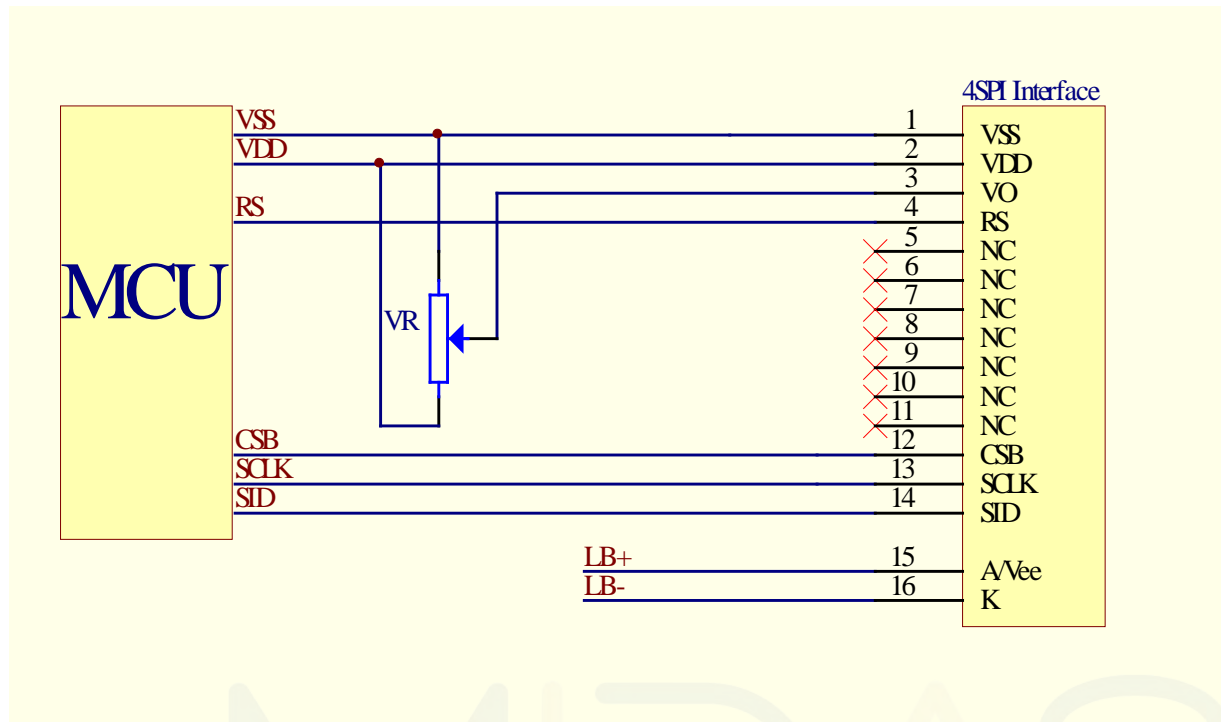 4SPI Interface
VSS 1 VSS
VDD 2 VDD
3 VO
RS 4 RS
5 NC
6 NC
MCU
7 NC
VR 8 NC
9 NC
10 NC
11 NC
CSB 12 CSB
SCLK 13 SCLK
SID 14 SID
LB+ 15 A/Vee
LB- 16 K